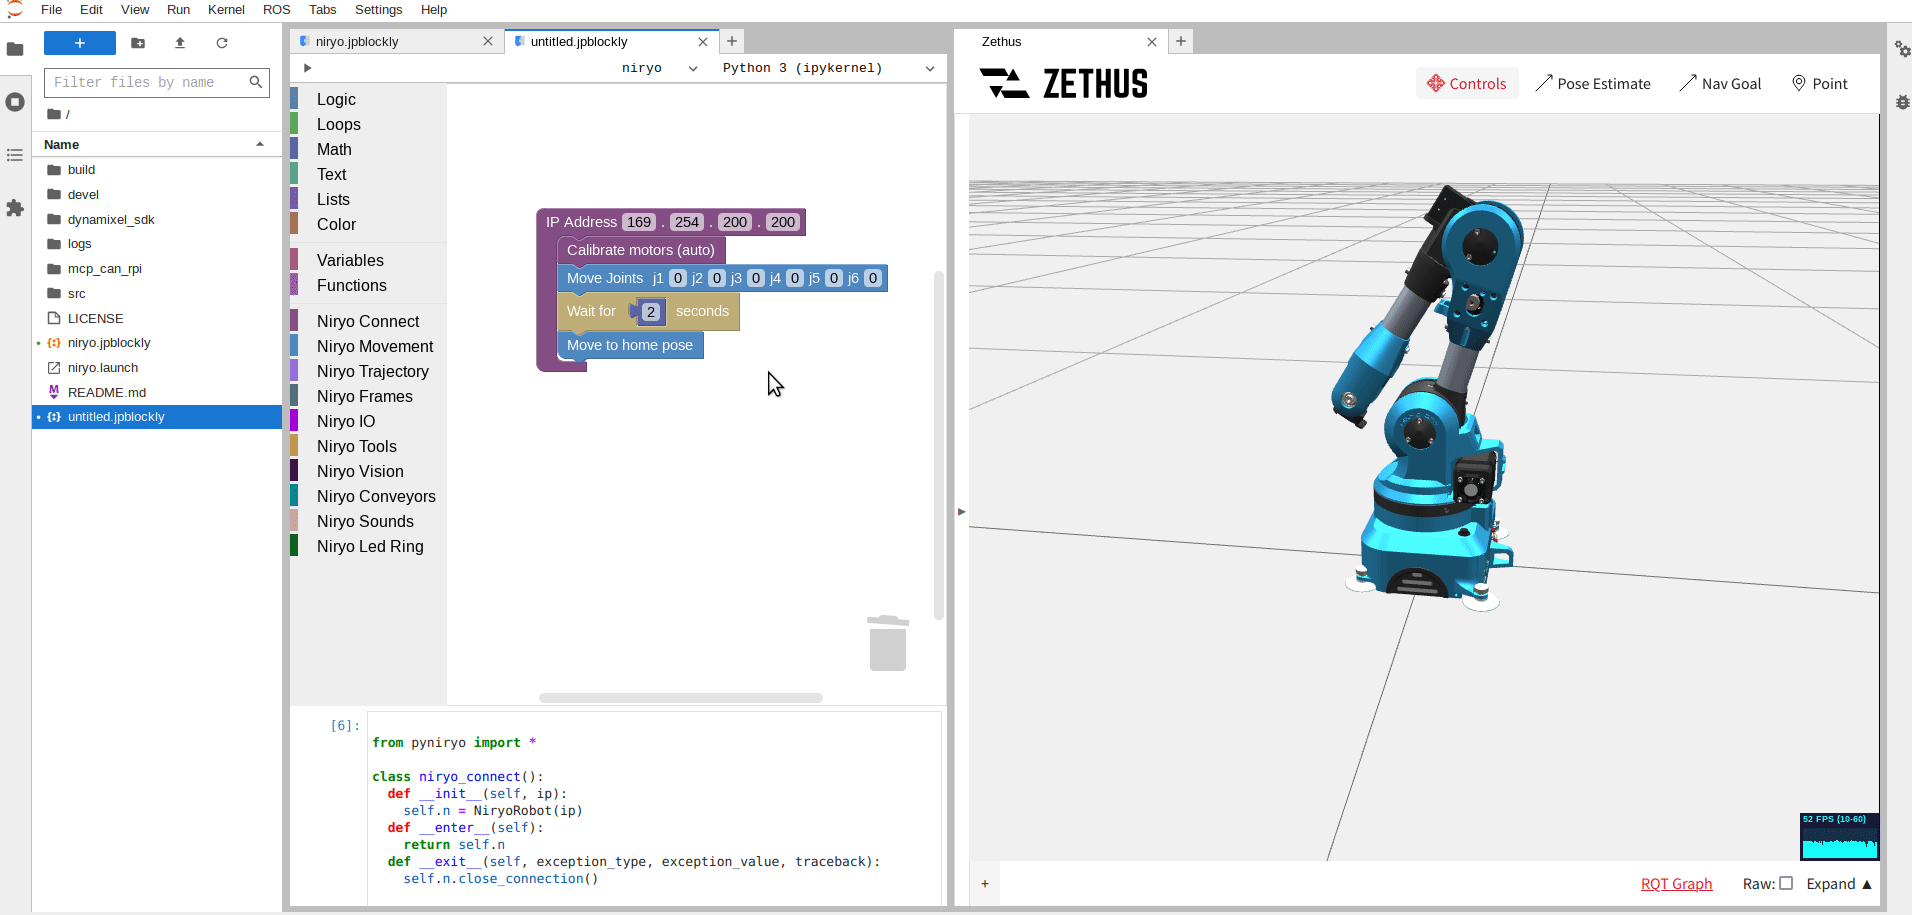 File Edit View Run Kernel ROS Tabs Settings Help
+
Filter files by name
/
Name
build
devel
dynamixel_sdk
logs
mcp_can_rpi
src
LICENSE
niryo.jpblockly
niryo.launch
README.md
untitled.jpblockly
niryo.jpblockly
untitled.jpblockly
niryo Python 3 (ipykernel)
Logic
Loops
Math
Text
Lists
Color
Variables
Functions
Niryo Connect
Niryo Movement
Niryo Trajectory
Niryo Frames
Niryo IO
Niryo Tools
Niryo Vision
Niryo Conveyors
Niryo Sounds
Niryo Led Ring
IP Address 169 . 254 . 200 . 200
Calibrate motors (auto)
Move Joints j1 0 j2 0 j3 0 j4 0 j5 0 j6 0
Wait for 2 seconds
Move to home pose
[6]:
from pyniryo import *
class niryo_connect():
def __init__(self, ip):
self.n = NiryoRobot(ip)
def __enter__(self):
return self.n
def __exit__(self, exception_type, exception_value, traceback):
self.n.close_connection()
Zethus
ZETHUS
Controls Pose Estimate Nav Goal Point
52 FPS (10-60)
+
RQT Graph Raw: Expand ▲